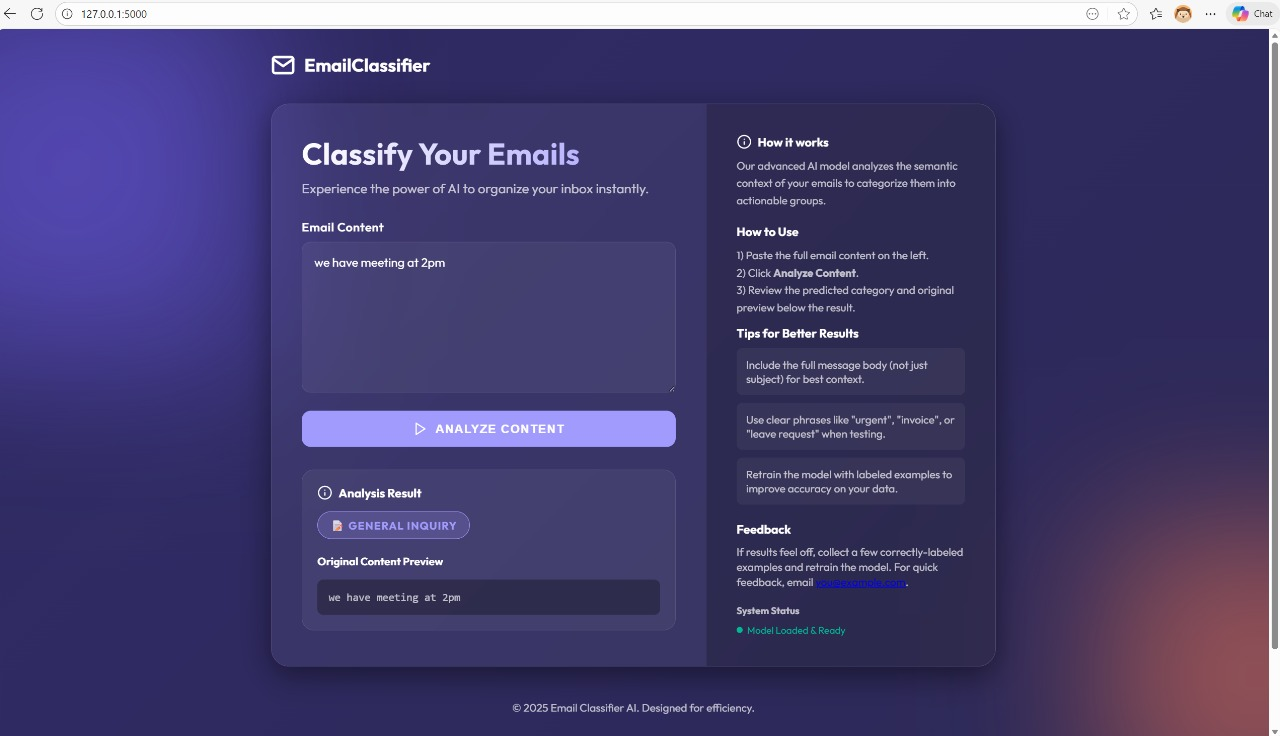 127.0.0.1:5000
Chat
EmailClassifier
Classify Your Emails
Experience the power of AI to organize your inbox instantly.
Email Content
we have meeting at 2pm
ANALYZE CONTENT
Analysis Result
GENERAL INQUIRY
Original Content Preview
we have meeting at 2pm
How it works
Our advanced AI model analyzes the semantic
context of your emails to categorize them into
actionable groups.
How to Use
1) Paste the full email content on the left.
2) Click Analyze Content.
3) Review the predicted category and original
preview below the result.
Tips for Better Results
Include the full message body (not just
subject) for best context.
Use clear phrases like "urgent", "invoice", or
"leave request" when testing.
Retrain the model with labeled examples to
improve accuracy on your data.
Feedback
If results feel off, collect a few correctly-labeled
examples and retrain the model. For quick
feedback, email you@example.com.
System Status
Model Loaded & Ready
© 2025 Email Classifier AI. Designed for efficiency.